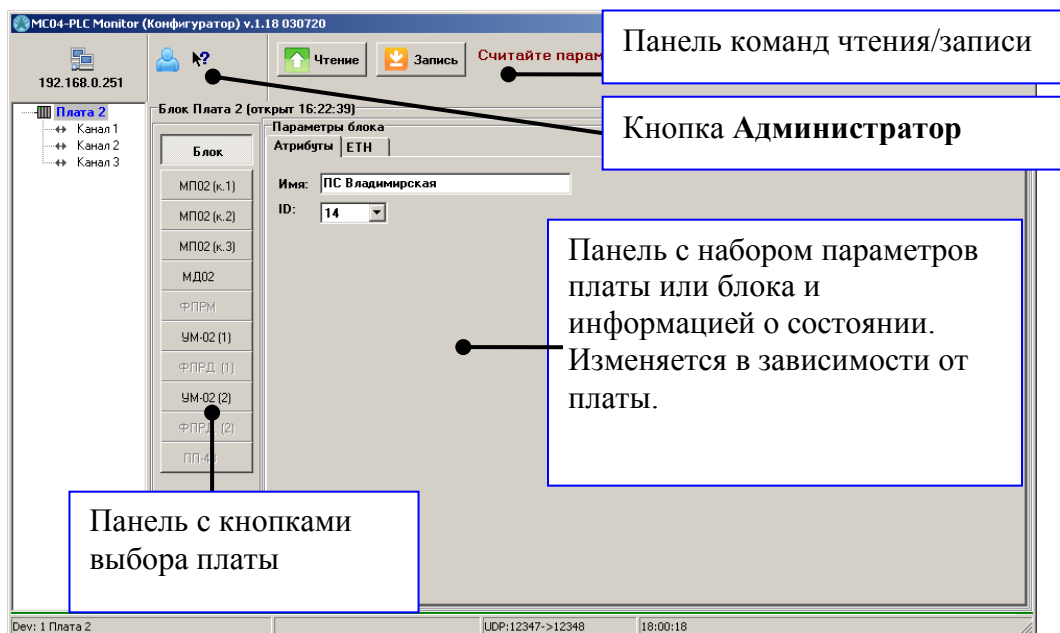 MC04-PLC Monitor (Конфигуратор) v.1.18 030720
192.168.0.251
Чтение
Запись
Считайте парам
Панель команд чтения/записи
Кнопка Администратор
Плата 2
Канал 1
Канал 2
Канал 3
Блок Плата 2 (открыт 16:22:39)
Блок
МП02 (к.1)
МП02 (к.2)
МП02 (к.3)
МД02
ФПРМ
УМ-02 (1)
ФПРД (1)
УМ-02 (2)
ФПРД (2)
Параметры блока
Атрибуты ETH
Имя: ПС Владимирская
ID: 14
Панель с набором параметров
платы или блока и
информацией о состоянии.
Изменяется в зависимости от
платы.
Панель с кнопками
выбора платы
Dev: 1 Плата 2
UDP:12347->12348
18:00:18